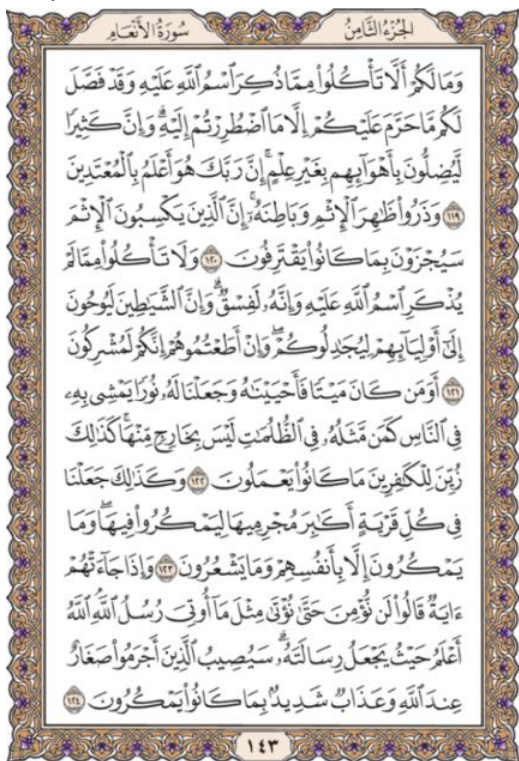 سُورَةُ الأَنْعَامِ
الجُزْءُ الثَّامِنُ
وَمَا لَكُمْ أَلَّا تَأْكُلُوا۟ مِمَّا ذُكِرَ ٱسْمُ ٱللَّهِ عَلَيْهِ وَقَدْ فَصَّلَ
لَكُم مَّا حَرَّمَ عَلَيْكُمْ إِلَّا مَا ٱضْطُرِرْتُمْ إِلَيْهِ ۗ وَإِنَّ كَثِيرًا
لَّيُضِلُّونَ بِأَهْوَآئِهِم بِغَيْرِ عِلْمٍ ۗ إِنَّ رَبَّكَ هُوَ أَعْلَمُ بِٱلْمُعْتَدِينَ
١١٩ وَذَرُوا۟ ظَٰهِرَ ٱلْإِثْمِ وَبَاطِنَهُۥٓ ۚ إِنَّ ٱلَّذِينَ يَكْسِبُونَ ٱلْإِثْمَ
سَيُجْزَوْنَ بِمَا كَانُوا۟ يَقْتَرِفُونَ ١٢٠ وَلَا تَأْكُلُوا۟ مِمَّا لَمْ
يُذْكَرِ ٱسْمُ ٱللَّهِ عَلَيْهِ وَإِنَّهُۥ لَفِسْقٌ ۗ وَإِنَّ ٱلشَّيَٰطِينَ لَيُوحُونَ
إِلَىٰٓ أَوْلِيَآئِهِمْ لِيُجَٰدِلُوكُمْ ۖ وَإِنْ أَطَعْتُمُوهُمْ إِنَّكُمْ لَمُشْرِكُونَ
١٢١ أَوَمَن كَانَ مَيْتًا فَأَحْيَيْنَٰهُ وَجَعَلْنَا لَهُۥ نُورًا يَمْشِى بِهِۦ
فِى ٱلنَّاسِ كَمَن مَّثَلُهُۥ فِى ٱلظُّلُمَٰتِ لَيْسَ بِخَارِجٍ مِّنْهَا ۚ كَذَٰلِكَ
زُيِّنَ لِلْكَٰفِرِينَ مَا كَانُوا۟ يَعْمَلُونَ ١٢٢ وَكَذَٰلِكَ جَعَلْنَا
فِى كُلِّ قَرْيَةٍ أَكَٰبِرَ مُجْرِمِيهَا لِيَمْكُرُوا۟ فِيهَا ۖ وَمَا
يَمْكُرُونَ إِلَّا بِأَنفُسِهِمْ وَمَا يَشْعُرُونَ ١٢٣ وَإِذَا جَآءَتْهُمْ
ءَايَةٌ قَالُوا۟ لَن نُّؤْمِنَ حَتَّىٰ نُؤْتَىٰ مِثْلَ مَآ أُوتِىَ رُسُلُ ٱللَّهِ ۘ ٱللَّهُ
أَعْلَمُ حَيْثُ يَجْعَلُ رِسَالَتَهُۥ ۗ سَيُصِيبُ ٱلَّذِينَ أَجْرَمُوا۟ صَغَارٌ
عِندَ ٱللَّهِ وَعَذَابٌ شَدِيدٌۢ بِمَا كَانُوا۟ يَمْكُرُونَ ١٢٤
١٤٣